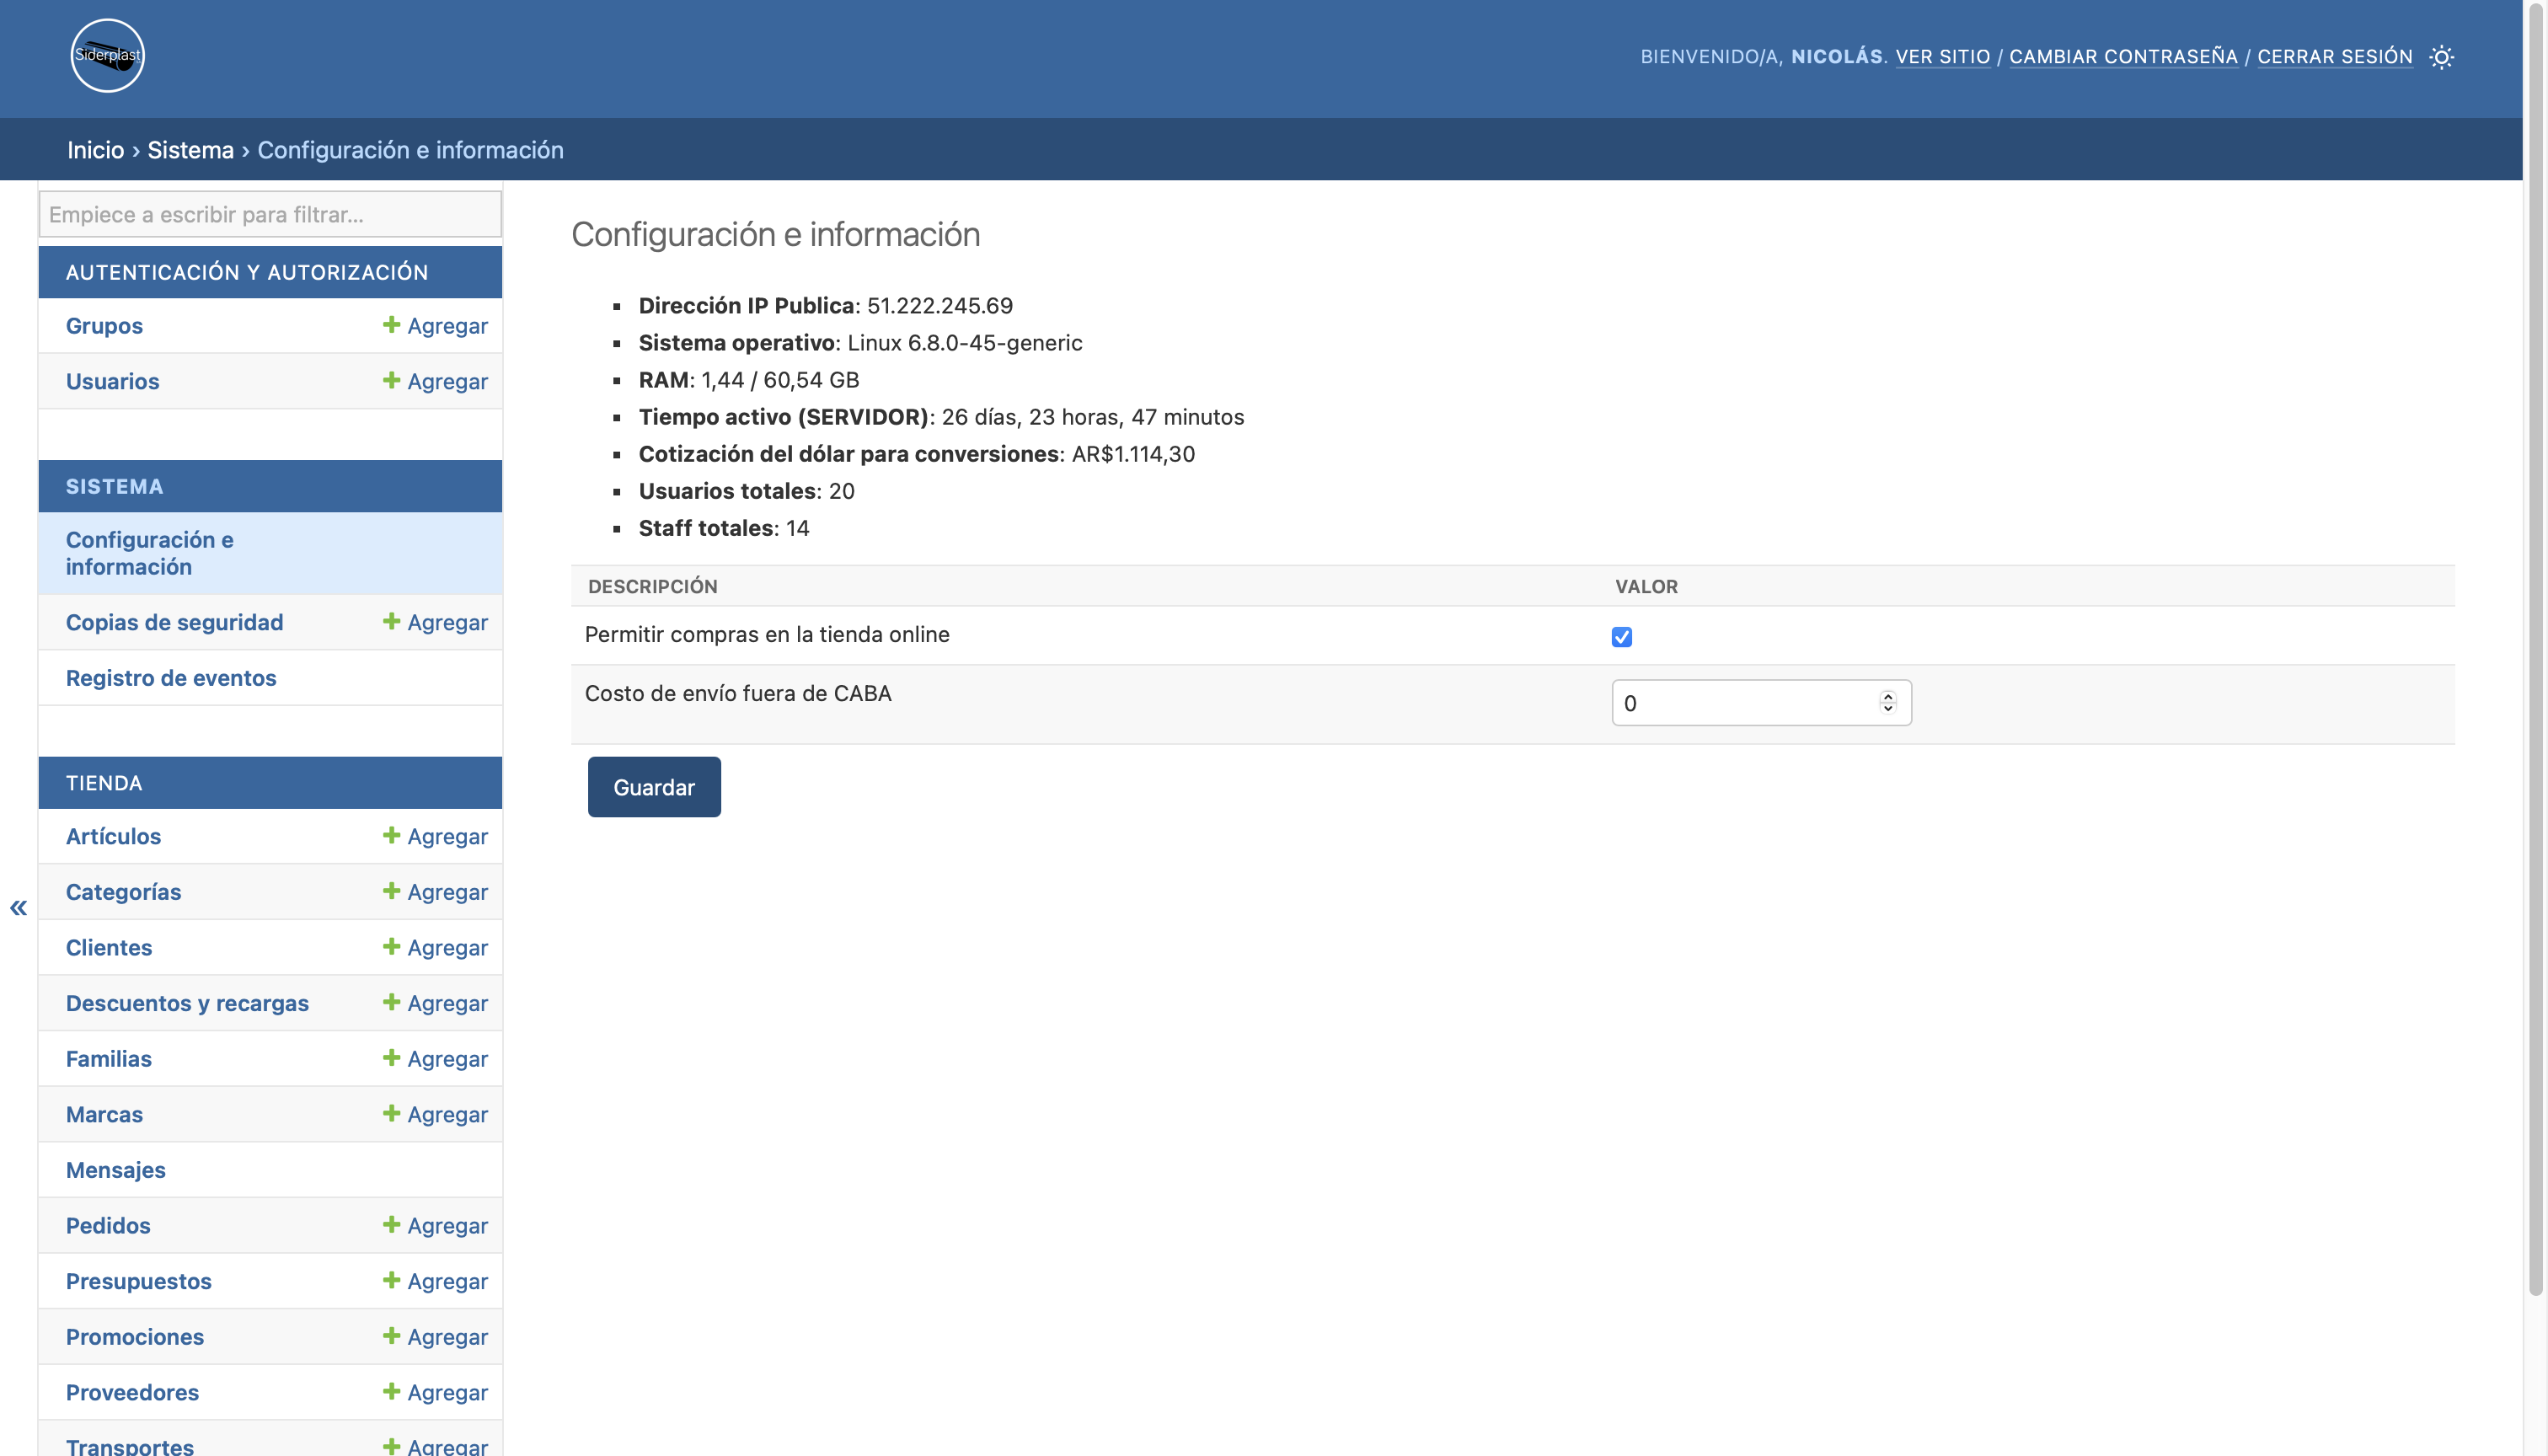 Siderplast
BIENVENIDO/A, NICOLÁS. VER SITIO / CAMBIAR CONTRASEÑA / CERRAR SESIÓN
Inicio › Sistema › Configuración e información
Empiece a escribir para filtrar...
AUTENTICACIÓN Y AUTORIZACIÓN
Grupos Agregar
Usuarios Agregar
SISTEMA
Configuración e
información
Copias de seguridad Agregar
Registro de eventos
TIENDA
Artículos Agregar
Categorías Agregar
Clientes Agregar
Descuentos y recargas Agregar
Familias Agregar
Marcas Agregar
Mensajes
Pedidos Agregar
Presupuestos Agregar
Promociones Agregar
Proveedores Agregar
Transportes Agregar
Configuración e información
Dirección IP Publica: 51.222.245.69
Sistema operativo: Linux 6.8.0-45-generic
RAM: 1,44 / 60,54 GB
Tiempo activo (SERVIDOR): 26 días, 23 horas, 47 minutos
Cotización del dólar para conversiones: AR$1.114,30
Usuarios totales: 20
Staff totales: 14
DESCRIPCIÓN VALOR
Permitir compras en la tienda online
Costo de envío fuera de CABA 0
Guardar